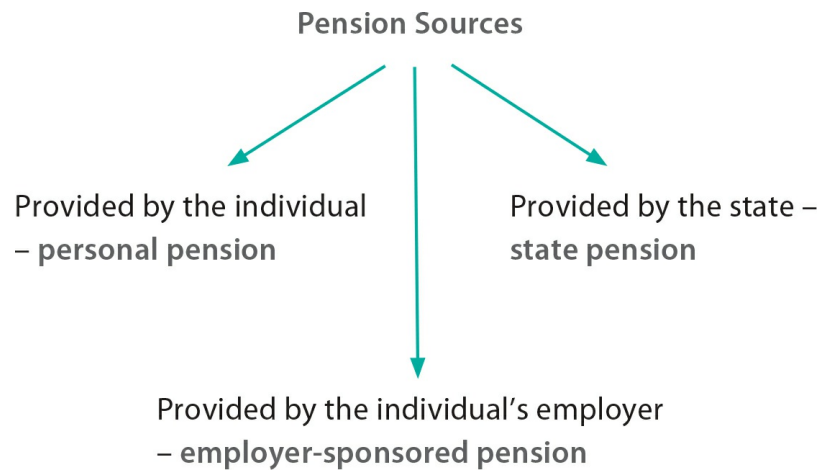 Pension Sources
Provided by the individual
– personal pension
Provided by the state –
state pension
Provided by the individual’s employer
– employer-sponsored pension